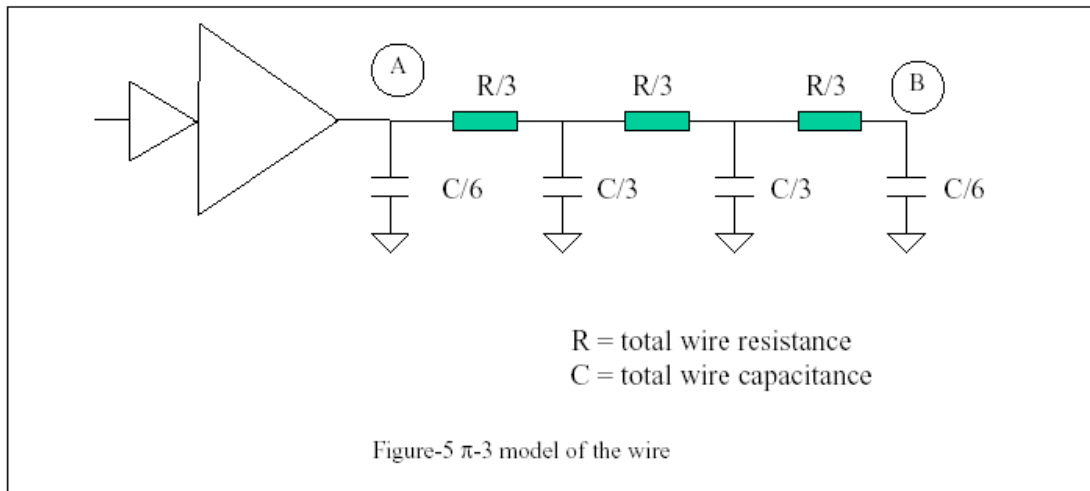 A
R/3
R/3
R/3
B
C/6
C/3
C/3
C/6
R = total wire resistance
C = total wire capacitance
Figure-5 π-3 model of the wire